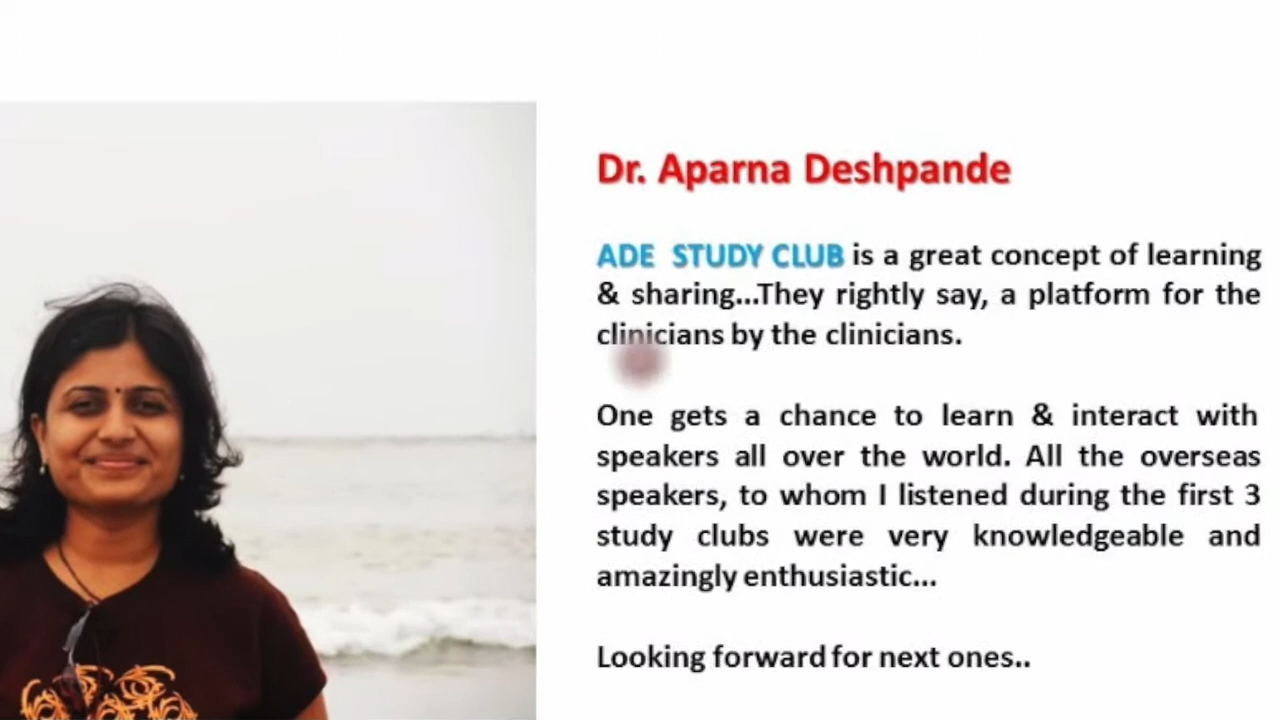 Dr. Aparna Deshpande
ADE STUDY CLUB is a great concept of learning
& sharing...They rightly say, a platform for the
clinicians by the clinicians.
One gets a chance to learn & interact with
speakers all over the world. All the overseas
speakers, to whom I listened during the first 3
study clubs were very knowledgeable and
amazingly enthusiastic...
Looking forward for next ones..